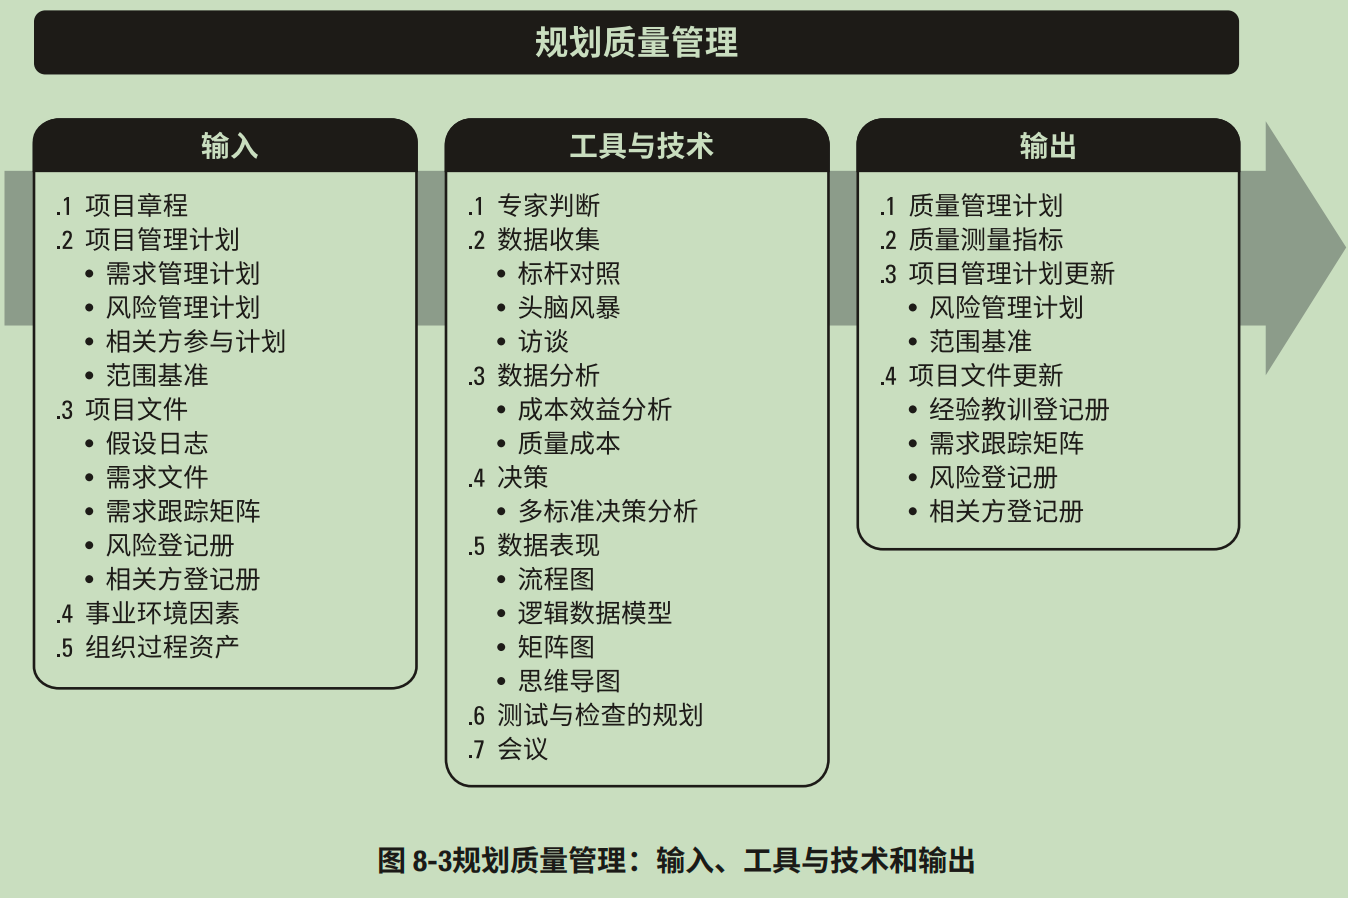 规划质量管理
输入
.1 项目章程
.2 项目管理计划
• 需求管理计划
• 风险管理计划
• 相关方参与计划
• 范围基准
.3 项目文件
• 假设日志
• 需求文件
• 需求跟踪矩阵
• 风险登记册
• 相关方登记册
.4 事业环境因素
.5 组织过程资产
工具与技术
.1 专家判断
.2 数据收集
• 标杆对照
• 头脑风暴
• 访谈
.3 数据分析
• 成本效益分析
• 质量成本
.4 决策
• 多标准决策分析
.5 数据表现
• 流程图
• 逻辑数据模型
• 矩阵图
• 思维导图
.6 测试与检查的规划
.7 会议
输出
.1 质量管理计划
.2 质量测量指标
.3 项目管理计划更新
• 风险管理计划
• 范围基准
.4 项目文件更新
• 经验教训登记册
• 需求跟踪矩阵
• 风险登记册
• 相关方登记册
图 8-3规划质量管理：输入、工具与技术和输出